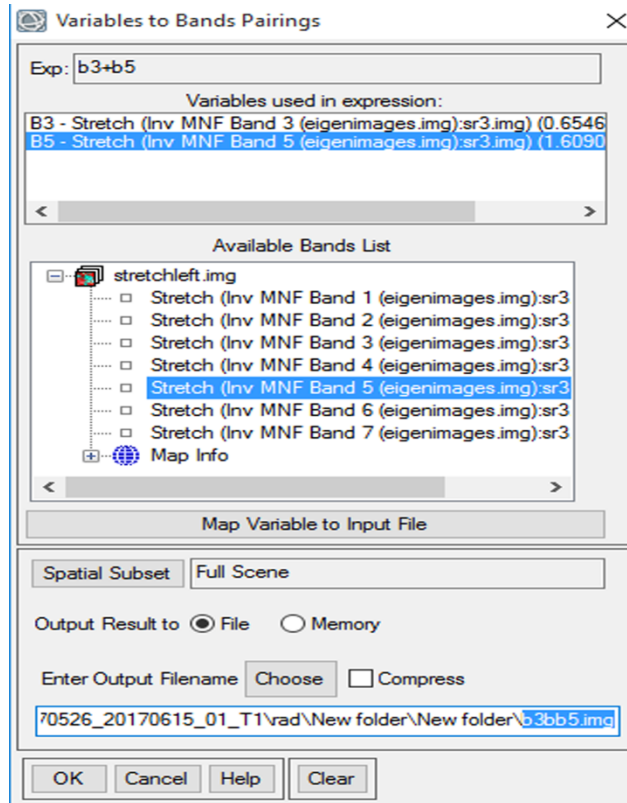 Variables to Bands Pairings
Exp: b3+b5
Variables used in expression:
B3 - Stretch (Inv MNF Band 3 (eigenimages.img):sr3.img) (0.6546
B5 - Stretch (Inv MNF Band 5 (eigenimages.img):sr3.img) (1.6090
Available Bands List
stretchleft.img
Stretch (Inv MNF Band 1 (eigenimages.img):sr3
Stretch (Inv MNF Band 2 (eigenimages.img):sr3
Stretch (Inv MNF Band 3 (eigenimages.img):sr3
Stretch (Inv MNF Band 4 (eigenimages.img):sr3
Stretch (Inv MNF Band 5 (eigenimages.img):sr3
Stretch (Inv MNF Band 6 (eigenimages.img):sr3
Stretch (Inv MNF Band 7 (eigenimages.img):sr3
Map Info
Map Variable to Input File
Spatial Subset Full Scene
Output Result to File Memory
Enter Output Filename Choose Compress
70526_20170615_01_T1\rad\New folder\New folder\b3bb5.img
OK Cancel Help Clear